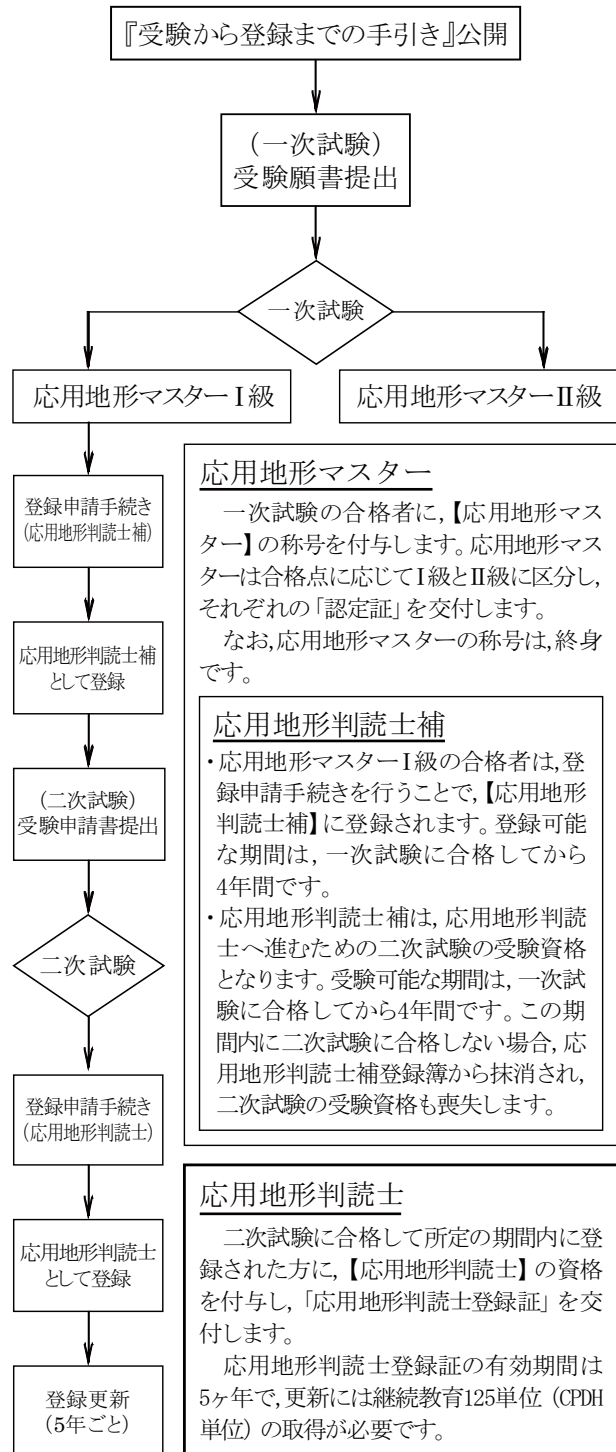 『受験から登録までの手引き』公開
(一次試験)
受験願書提出
一次試験
応用地形マスターⅠ級
応用地形マスターⅡ級
登録申請手続き
(応用地形判読士補)
応用地形判読士補
として登録
(二次試験)
受験申請書提出
二次試験
登録申請手続き
(応用地形判読士)
応用地形判読士
として登録
登録更新
(5年ごと)
応用地形マスター
一次試験の合格者に,【応用地形マス
ター】の称号を付与します。応用地形マス
ターは合格点に応じてⅠ級とⅡ級に区分し,
それぞれの「認定証」を交付します。
なお,応用地形マスターの称号は,終身
です。
応用地形判読士補
・応用地形マスターⅠ級の合格者は,登
録申請手続きを行うことで,【応用地形
判読士補】に登録されます。登録可能
な期間は,一次試験に合格してから
4年間です。
・応用地形判読士補は,応用地形判読
士へ進むための二次試験の受験資格
となります。受験可能な期間は,一次試
験に合格してから4年間です。この期
間内に二次試験に合格しない場合,応
用地形判読士補登録簿から抹消され,
二次試験の受験資格も喪失します。
応用地形判読士
二次試験に合格して所定の期間内に登
録された方に,【応用地形判読士】の資格
を付与し,「応用地形判読士登録証」を交
付します。
応用地形判読士登録証の有効期間は
5ヶ年で,更新には継続教育125単位(CPDH
単位)の取得が必要です。